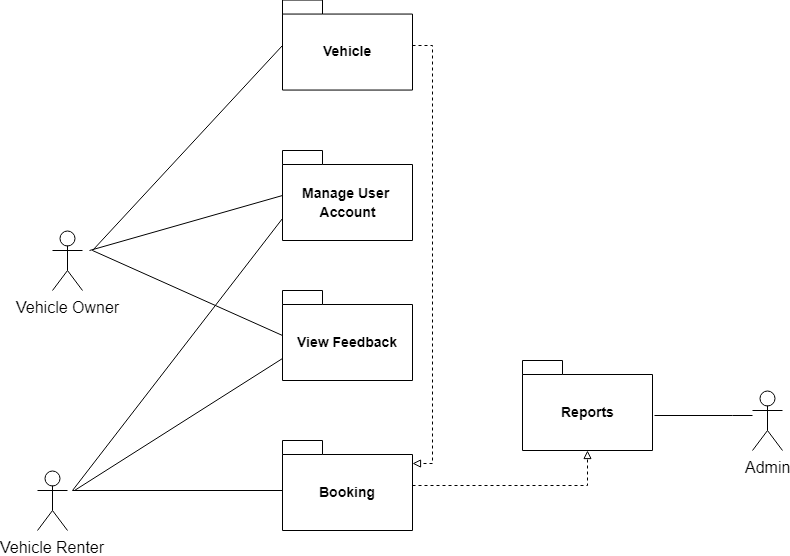 Vehicle
Manage User
Account
Vehicle Owner
View Feedback
Reports
Admin
Booking
Vehicle Renter